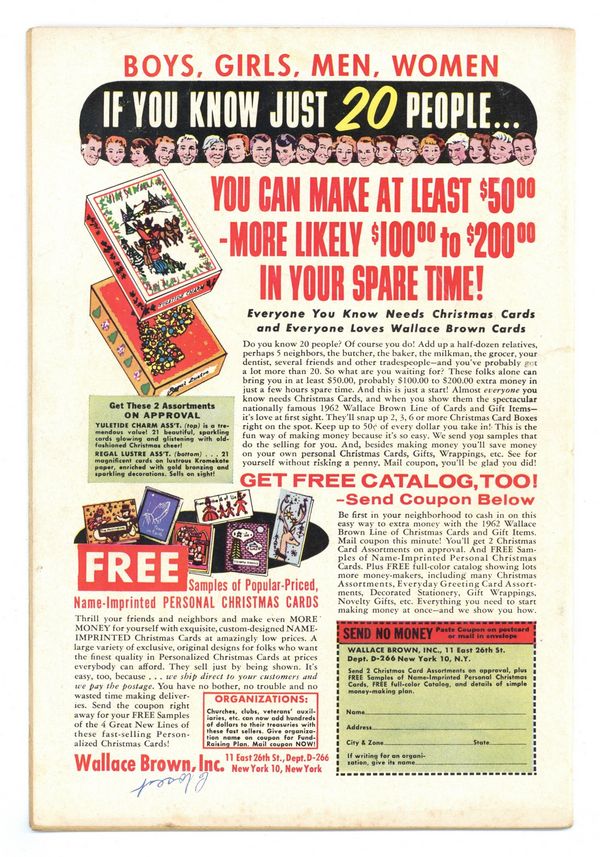 BOYS, GIRLS, MEN, WOMEN
IF YOU KNOW JUST 20 PEOPLE...
YOU CAN MAKE AT LEAST $5000
-MORE LIKELY $10000 to $20000
IN YOUR SPARE TIME!
Everyone You Know Needs Christmas Cards
and Everyone Loves Wallace Brown Cards
Do you know 20 people? Of course you do! Add up a half-dozen relatives,
perhaps 5 neighbors, the butcher, the baker, the milkman, the grocer, your
dentist, several friends and other tradespeople—and you've probably got
a lot more than 20. So what are you waiting for? These folks alone can
bring you in at least $50.00, probably $100.00 to $200.00 extra money in
just a few hours spare time. And this is just a start! Almost everyone you
know needs Christmas Cards, and when you show them the spectacular
nationally famous 1962 Wallace Brown Line of Cards and Gift Items—
it's love at first sight. They'll snap up 2, 3, 6 or more Christmas Card Boxes
right on the spot. Keep up to 50¢ of every dollar you take in! This is the
fun way of making money because it's so easy. We send you samples that
do the selling for you. And, besides making money you'll save money
on your own personal Christmas Cards, Gifts, Wrappings, etc. See for
yourself without risking a penny. Mail coupon, you'll be glad you did!
YULETIDE CHARM
Regal Lustre
Get These 2 Assortments
ON APPROVAL
YULETIDE CHARM ASS'T. (top) is a tre-
mendous value! 21 beautiful, sparkling
cards glowing and glistening with old-
fashioned Christmas cheer!
REGAL LUSTRE ASS'T. (bottom) . . . 21
magnificent cards on lustrous Kromekote
paper, enriched with gold bronzing and
sparkling decorations. Sells on sight!
GET FREE CATALOG, TOO!
–Send Coupon Below
Be first in your neighborhood to cash in on this
easy way to extra money with the 1962 Wallace
Brown Line of Christmas Cards and Gift Items.
Mail coupon this minute! You'll get 2 Christmas
Card Assortments on approval. And FREE Sam-
ples of Name-Imprinted Personal Christmas
Cards. Plus FREE full-color catalog showing lots
more money-makers, including many Christmas
Assortments, Everyday Greeting Card Assort-
ments, Decorated Stationery, Gift Wrappings,
Novelty Gifts, etc. Everything you need to start
making money at once—and we show you how.
FREE
Samples of Popular-Priced,
Name-Imprinted PERSONAL CHRISTMAS CARDS
Thrill your friends and neighbors and make even MORE
MONEY for yourself with exquisite, custom-designed NAME-
IMPRINTED Christmas Cards at amazingly low prices. A
large variety of exclusive, original designs for folks who want
the finest quality in Personalized Christmas Cards at prices
everybody can afford. They sell just by being shown. It's
easy, too, because . . . we ship direct to your customers and
we pay the postage. You have no bother, no trouble and no
wasted time making deliver-
ies. Send the coupon right
away for your FREE Samples
of the 4 Great New Lines of
these fast-selling Person-
alized Christmas Cards!
ORGANIZATIONS:
Churches, clubs, veterans' auxil-
iaries, etc. can now add hundreds
of dollars to their treasuries with
these fast sellers. Give organiza-
tion name on coupon for Fund-
Raising Plan. Mail coupon NOW!
Wallace Brown, Inc. 11 East 26th St., Dept. D-266
New York 10, New York
SEND NO MONEY Paste Coupon on postcard
or mail in envelope
WALLACE BROWN, INC., 11 East 26th St.
Dept. D-266 New York 10, N.Y.
Send 2 Christmas Card Assortments on approval, plus
FREE Samples of Name-Imprinted Personal Christmas
Cards, FREE full-color Catalog, and details of simple
money-making plan.
Name
Address
City & Zone State
If writing for an organi-
zation, give its name